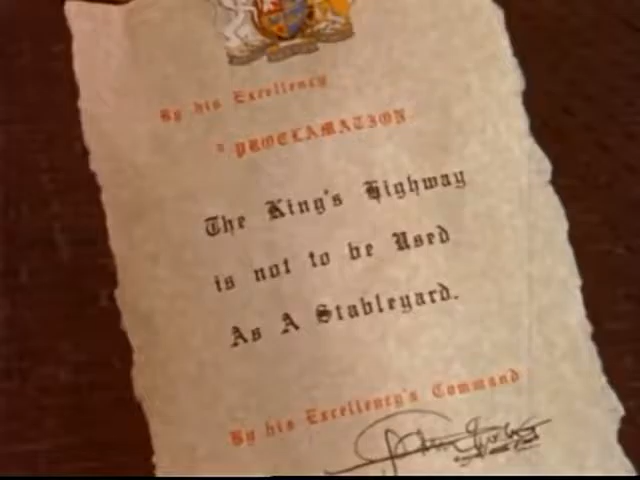 By his Excellency
a PROCLAMATION
The King's Highway
is not to be Used
As A Stableyard.
By his Excellency's Command